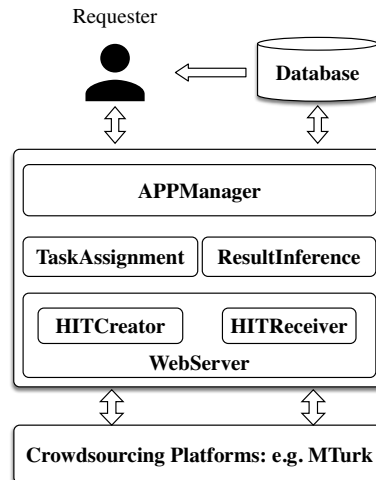 Requester
Database
APPManager
TaskAssignment
ResultInference
HITCreator
HITReceiver
WebServer
Crowdsourcing Platforms: e.g. MTurk